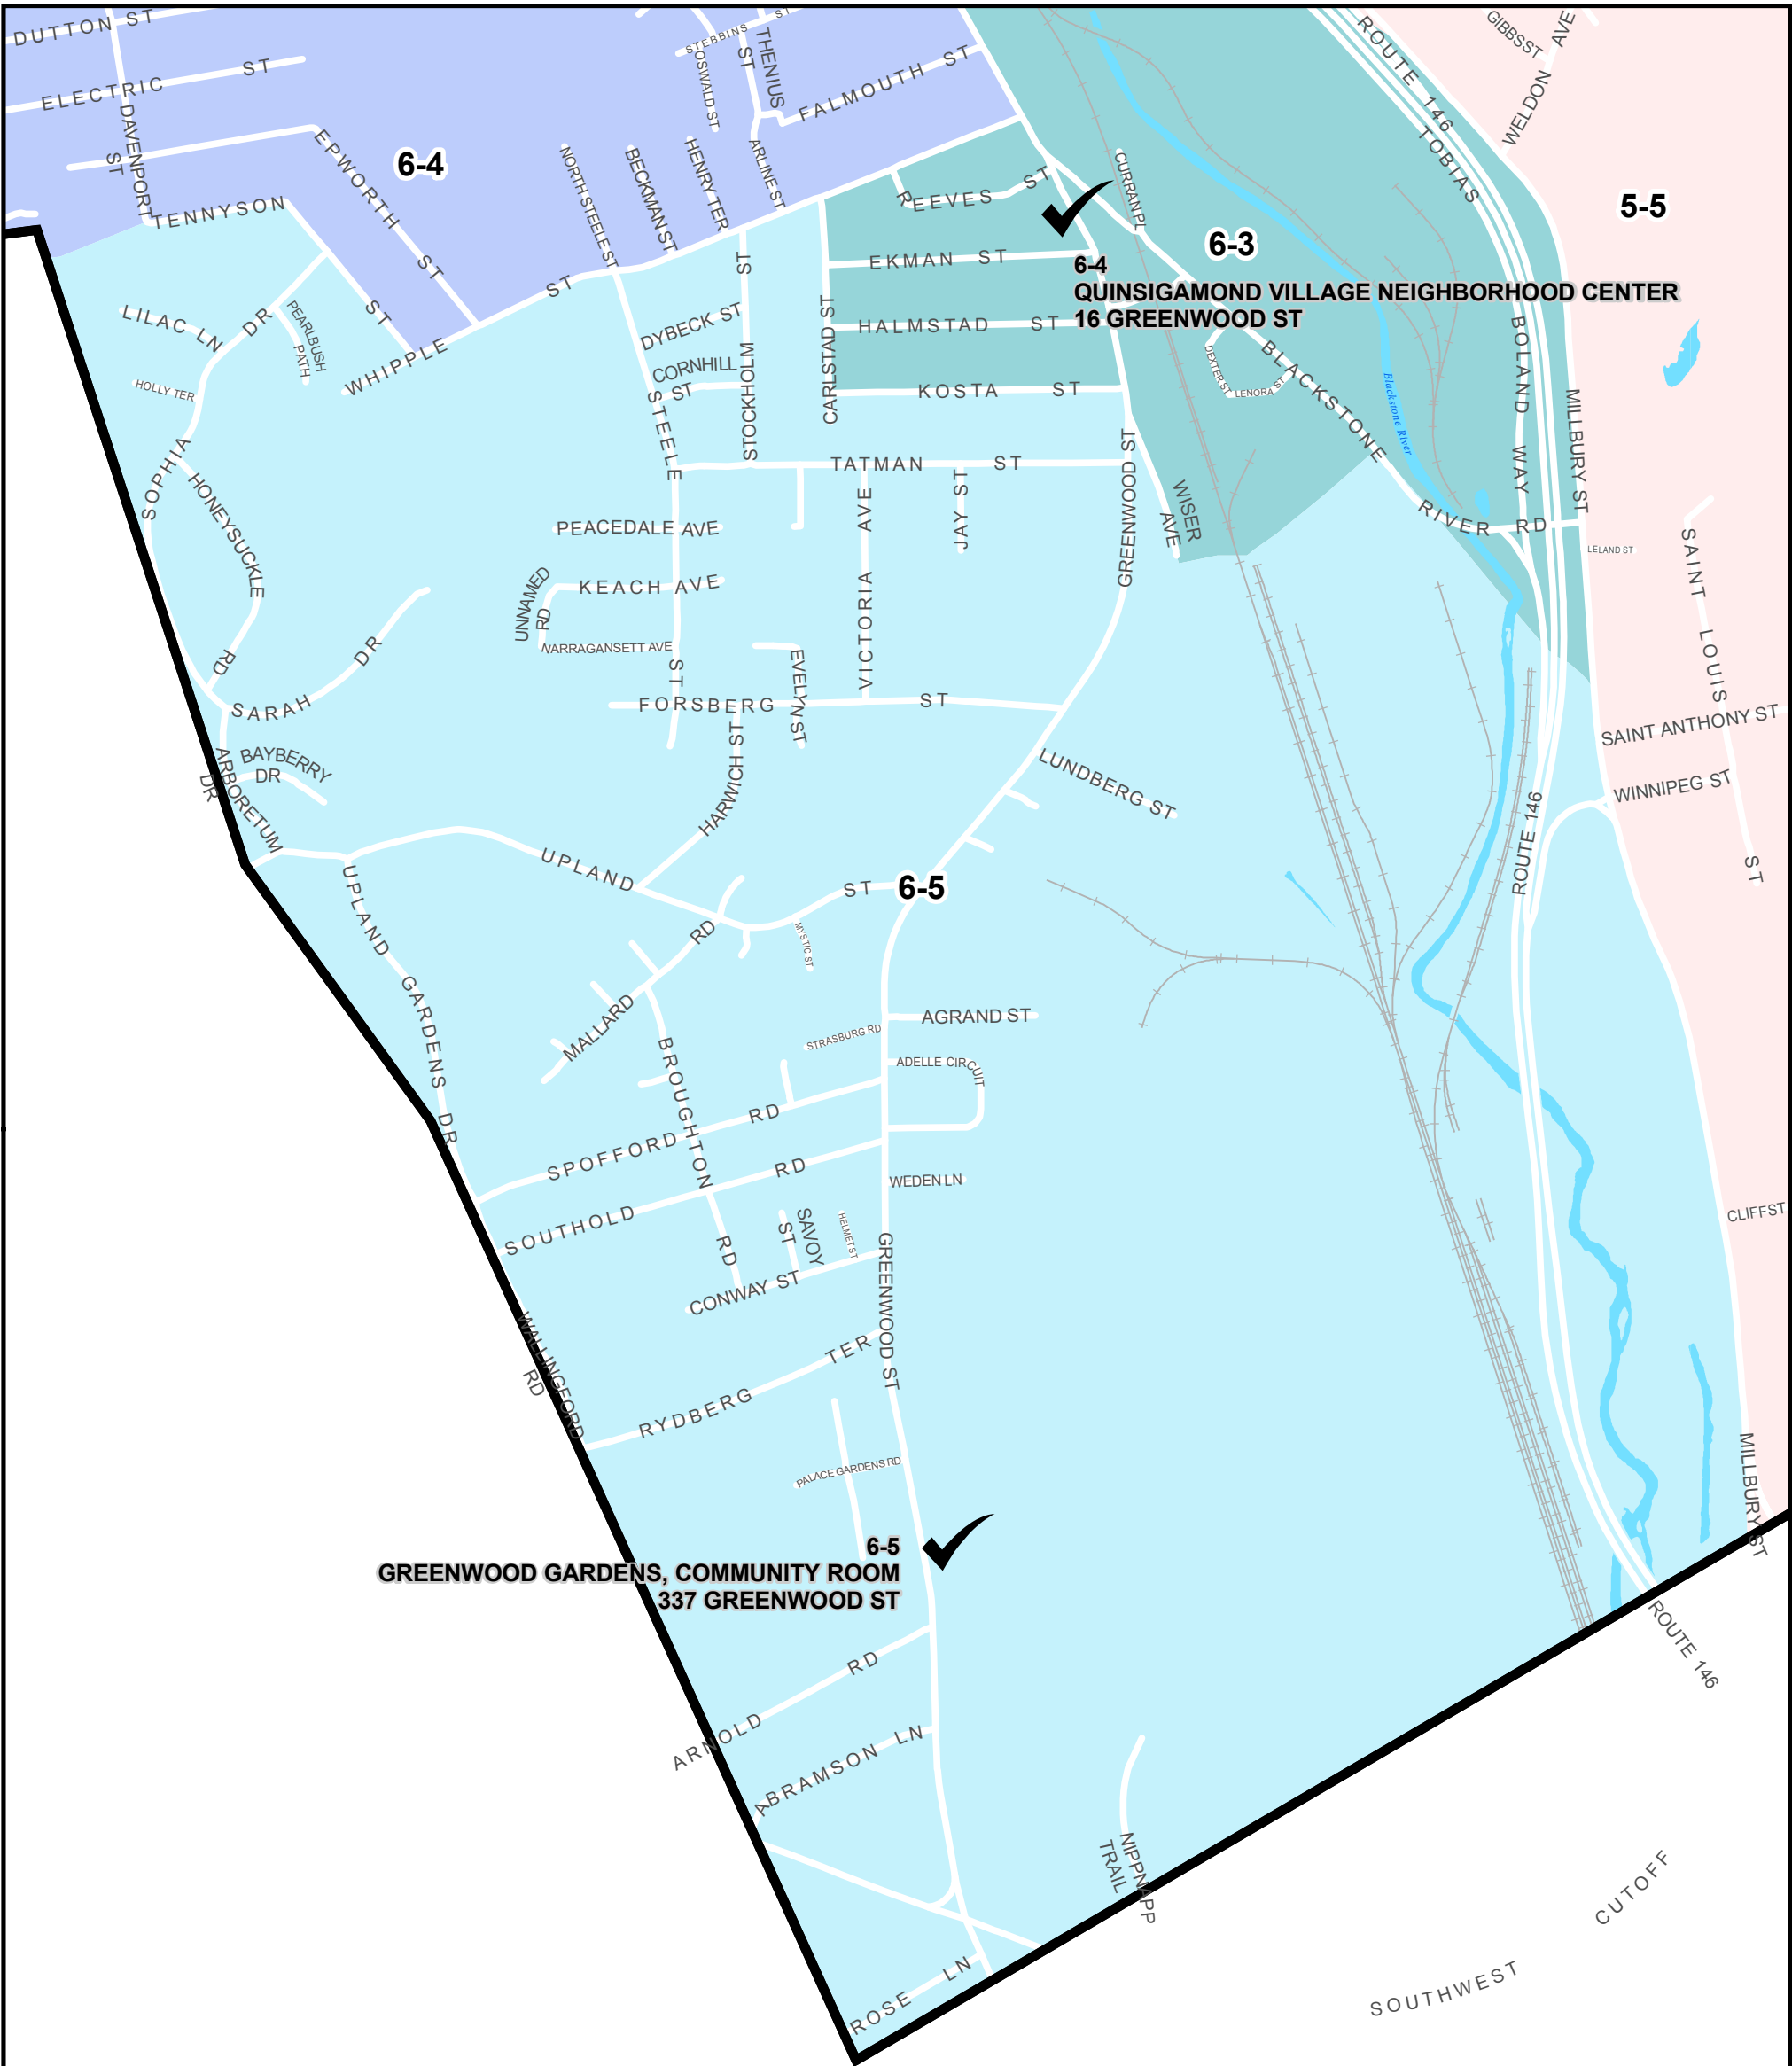 DUTTON ST
ELECTRIC ST
DAVENPORT ST
TENNYSON ST
EPWORTH ST
6-4
STEBBINS ST
OSWALD ST
THENIUS ST
FALMOUTH ST
NORTH STEELE ST
BECKMAN ST
HENRY TER
ARLINE ST
ROUTE 146
TOBIAS BOLAND WAY
GIBBS ST
WELDON AVE
5-5
REEVES ST
CURRAN PL
6-3
EKMAN ST
6-4
QUINSIGAMOND VILLAGE NEIGHBORHOOD CENTER
16 GREENWOOD ST
HALMSTAD ST
KOSTA ST
CARLSTAD ST
STOCKHOLM ST
DYBECK ST
CORNHILL ST
WHIPPLE ST
LILAC LN
PEARLBUSH PATH
HOLLY TER
SOPHIA DR
HONEYSUCKLE RD
STEELE ST
DEXTER ST
LENORA ST
BLACKSTONE RIVER RD
Blackstone River
MILLBURY ST
LELAND ST
SAINT LOUIS ST
TATMAN ST
JAY ST
GREENWOOD ST
WISER AVE
PEACEDALE AVE
KEACH AVE
UNNAMED RD
NARRAGANSETT AVE
VICTORIA AVE
EVELYN ST
FORSBERG ST
SARAH DR
BAYBERRY DR
ARBORETUM DR
HARWICH ST
LUNDBERG ST
SAINT ANTHONY ST
WINNIPEG ST
ROUTE 146
UPLAND ST
6-5
UPLAND GARDENS DR
MYSTIC ST
MALLARD RD
AGRAND ST
STRASBURG RD
ADELLE CIRCUIT
BROUGHTON RD
SPOFFORD RD
SOUTHOLD RD
WEDEN LN
SAVOY ST
HELMET ST
CONWAY ST
GREENWOOD ST
CLIFF ST
WALLINGFORD RD
RYDBERG TER
PALACE GARDENS RD
MILLBURY ST
6-5
GREENWOOD GARDENS, COMMUNITY ROOM
337 GREENWOOD ST
ROUTE 146
ARNOLD RD
ABRAMSON LN
NIPPNAPP TRAIL
ROSE LN
SOUTHWEST CUTOFF